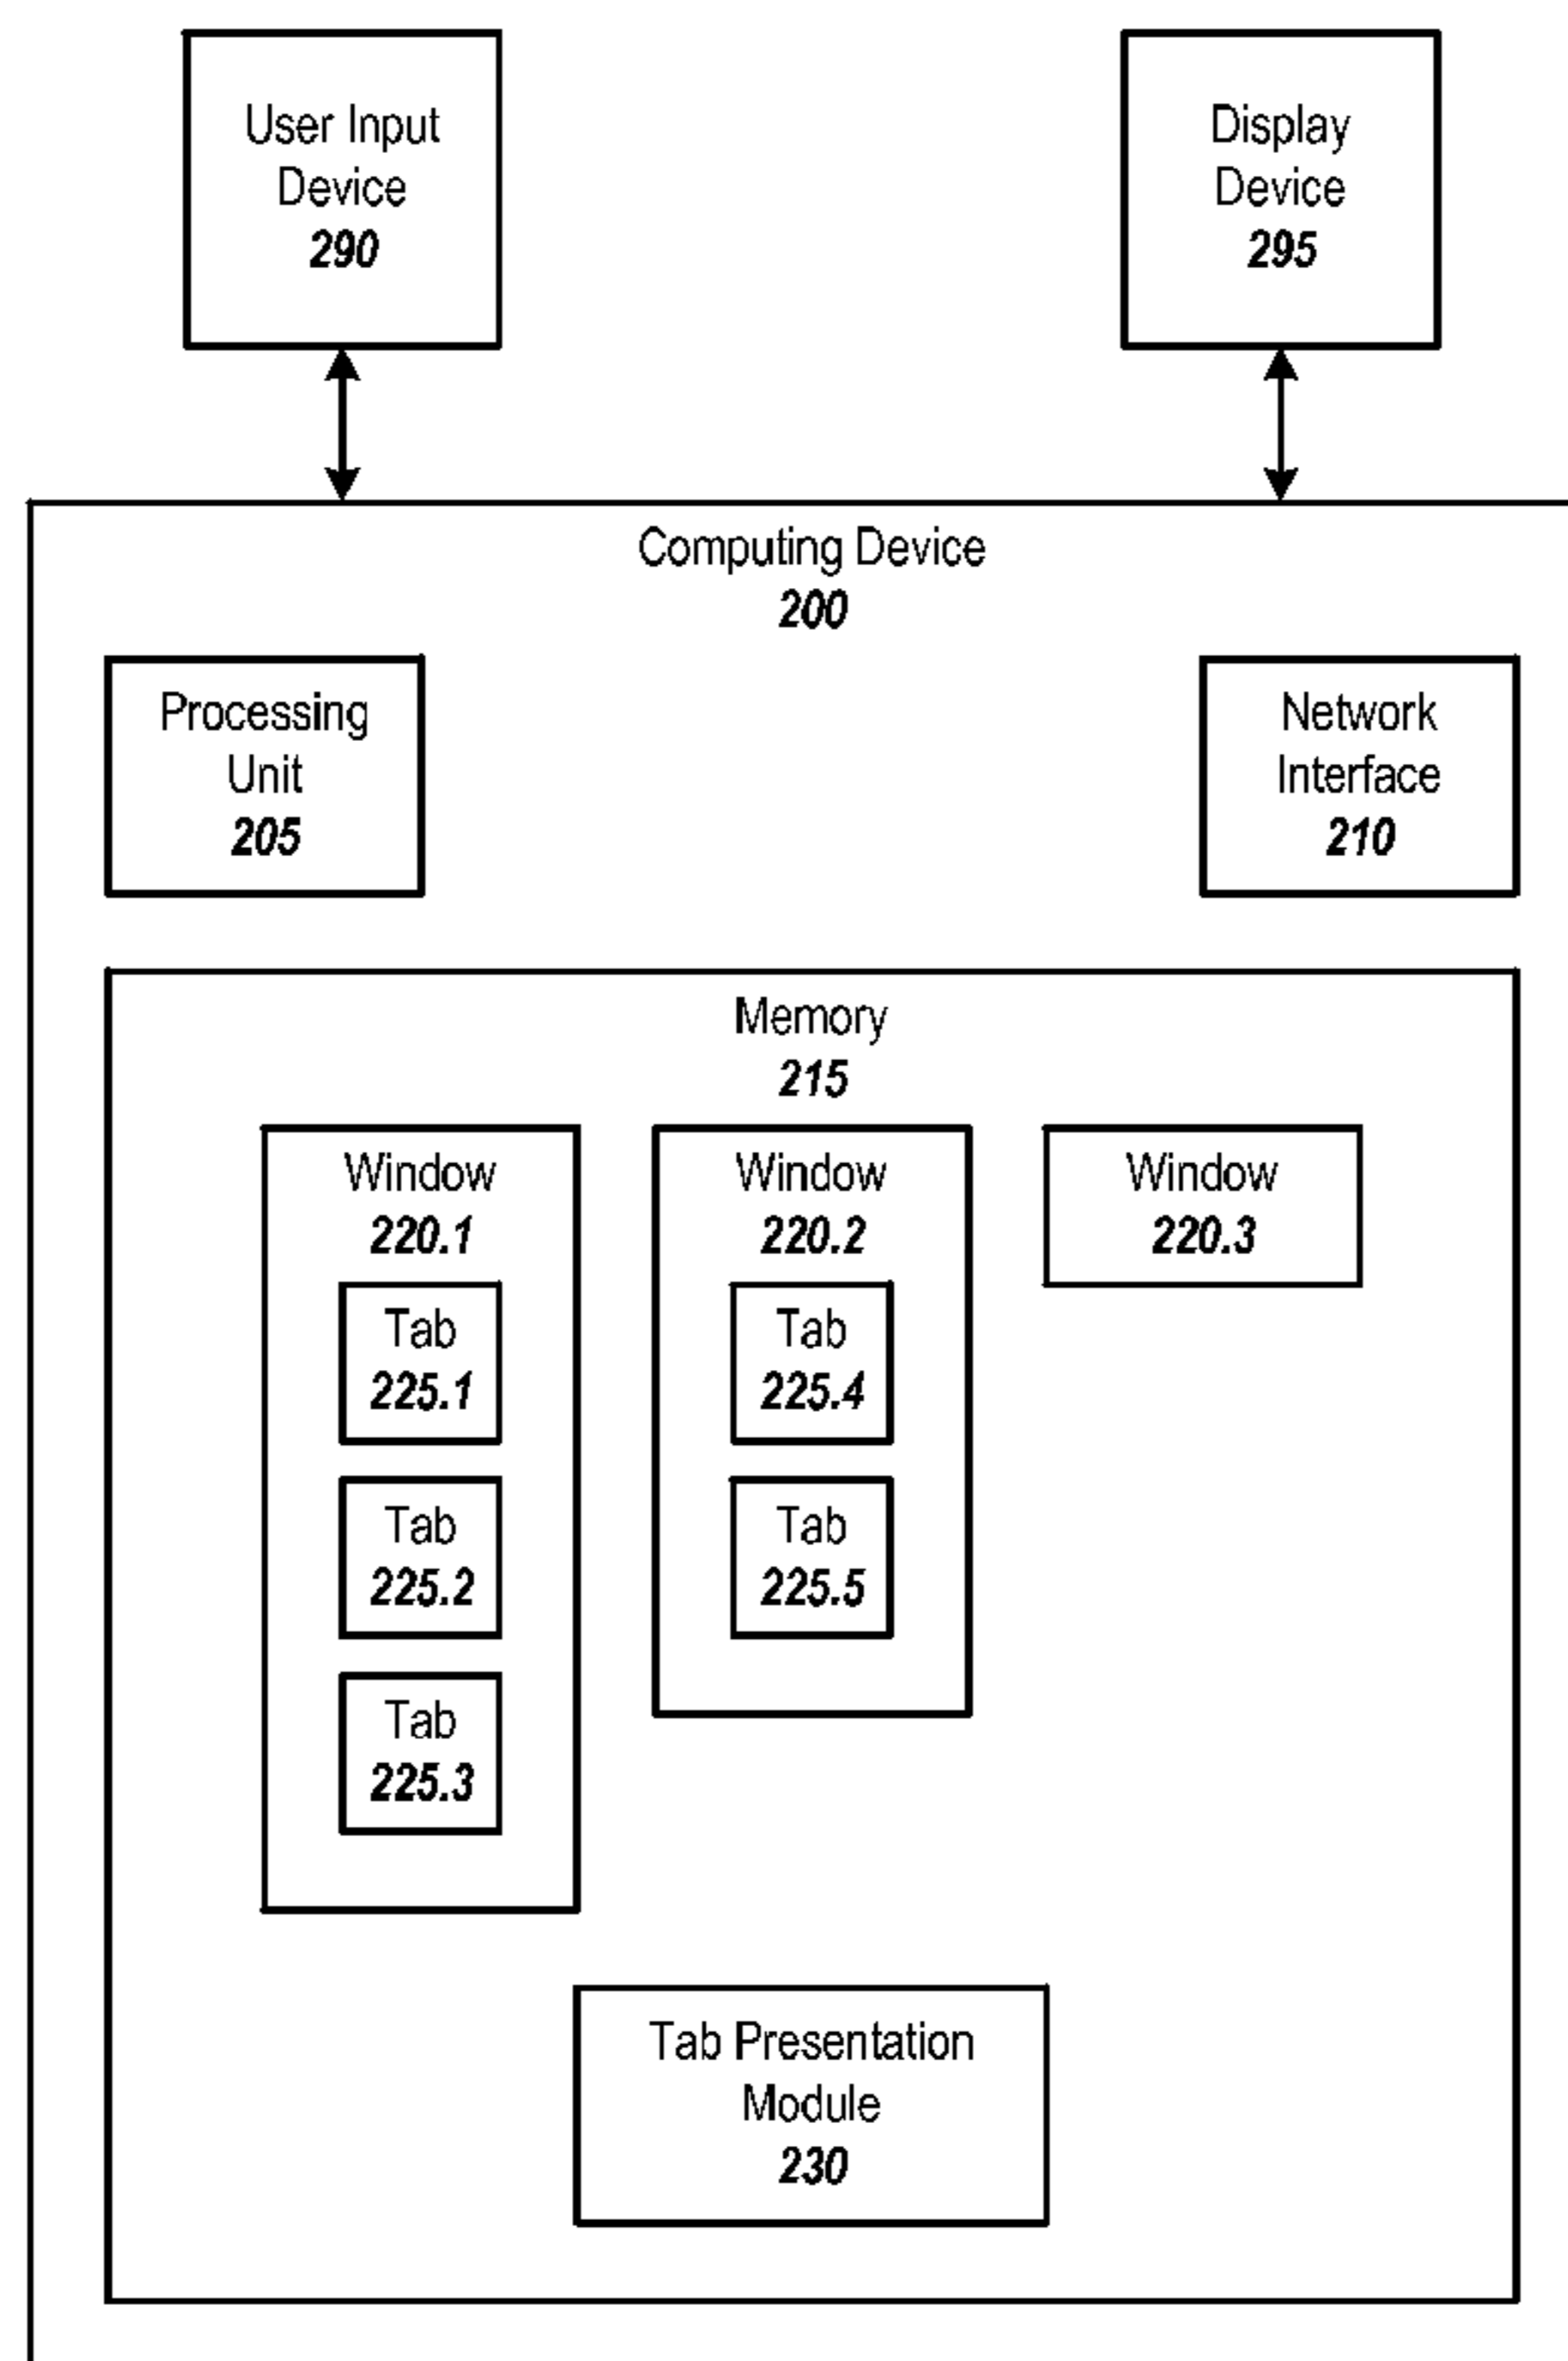 User Input
Device
290
Display
Device
295
Computing Device
200
Processing
Unit
205
Network
Interface
210
Memory
215
Window
220.1
Tab
225.1
Tab
225.2
Tab
225.3
Window
220.2
Tab
225.4
Tab
225.5
Window
220.3
Tab Presentation
Module
230